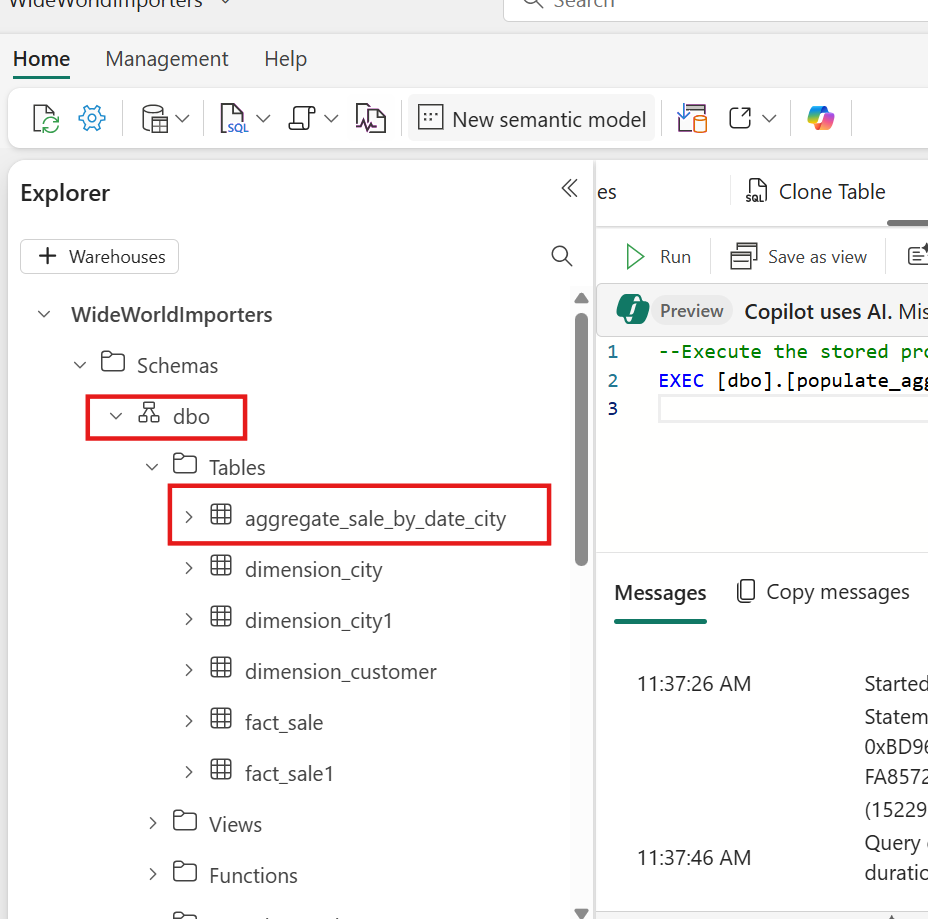 Search
Home Management Help
SQL New semantic model
Explorer
es
SQL Clone Table
+ Warehouses
Run Save as view
WideWorldImporters
Preview Copilot uses AI. Mis
Schemas
1 --Execute the stored pro
2 EXEC [dbo].[populate_agg
3
dbo
Tables
aggregate_sale_by_date_city
dimension_city
Messages Copy messages
dimension_city1
dimension_customer
11:37:26 AM Started
Statem
fact_sale
0xBD96
fact_sale1
FA8572
(15229
Views
Query
11:37:46 AM
duratio
Functions